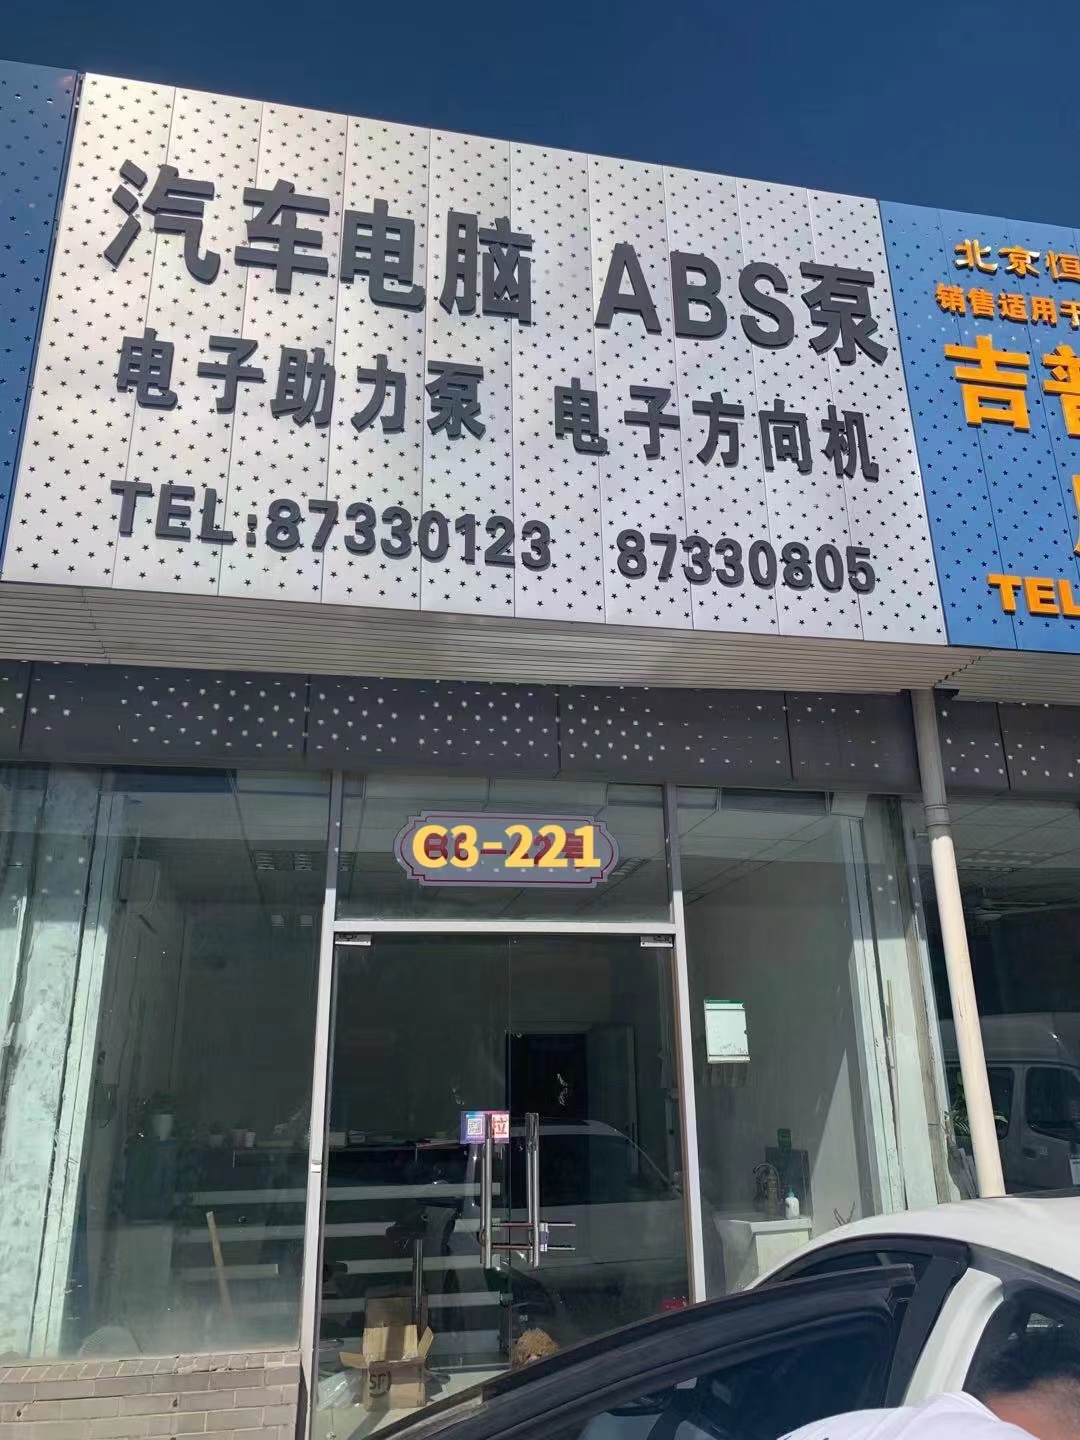 汽车电脑 ABS泵
电子助力泵 电子方向机
TEL:87330123 87330805
北京恒
销售适用于
吉普
TEL
C3-221
拉